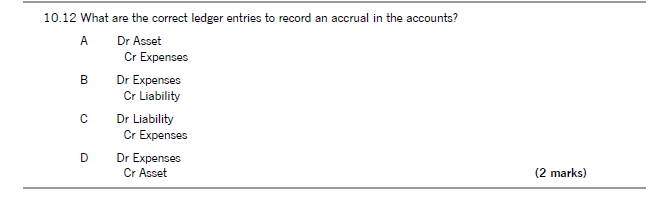 10.12 What are the correct ledger entries to record an accrual in the accounts?
A Dr Asset
Cr Expenses
B Dr Expenses
Cr Liability
C Dr Liability
Cr Expenses
D Dr Expenses
Cr Asset (2 marks)